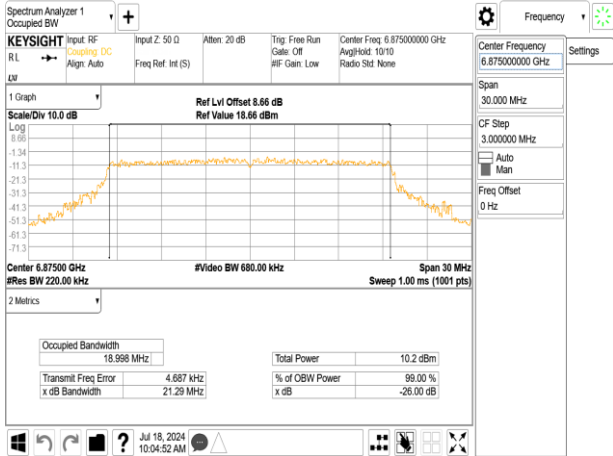 Spectrum Analyzer 1
Occupied BW
Frequency
KEYSIGHT
RL
LXI
Input: RF
Coupling: DC
Align: Auto
Input Z: 50 Ω
Freq Ref: Int (S)
Atten: 20 dB
Trig: Free Run
Gate: Off
#IF Gain: Low
Center Freq: 6.875000000 GHz
Avg|Hold: 10/10
Radio Std: None
Center Frequency
6.875000000 GHz
Settings
Span
30.000 MHz
CF Step
3.000000 MHz
Auto
Man
Freq Offset
0 Hz
1 Graph
Scale/Div 10.0 dB
Ref Lvl Offset 8.66 dB
Ref Value 18.66 dBm
Log
8.66
-1.34
-11.3
-21.3
-31.3
-41.3
-51.3
-61.3
-71.3
Center 6.87500 GHz
#Video BW 680.00 kHz
Span 30 MHz
#Res BW 220.00 kHz
Sweep 1.00 ms (1001 pts)
2 Metrics
Occupied Bandwidth
18.998 MHz
Total Power 10.2 dBm
Transmit Freq Error 4.687 kHz
% of OBW Power 99.00 %
x dB Bandwidth 21.29 MHz
x dB -26.00 dB
Jul 18, 2024
10:04:52 AM